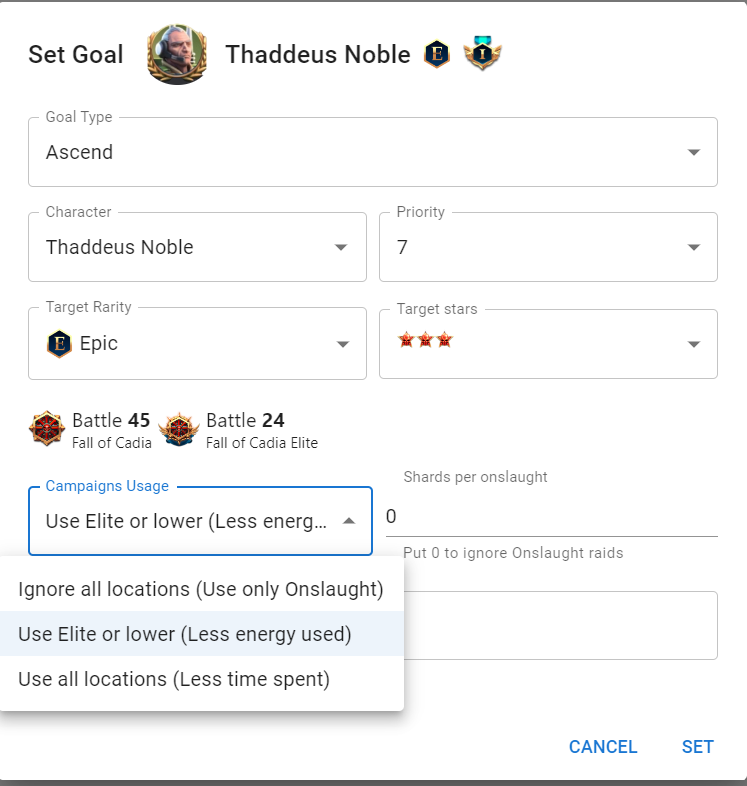 Set Goal Thaddeus Noble E I
Goal Type
Ascend
Character
Thaddeus Noble
Priority
7
Target Rarity
E Epic
Target stars
Battle 45
Fall of Cadia
Battle 24
Fall of Cadia Elite
Campaigns Usage
Use Elite or lower (Less energ...
Shards per onslaught
0
Put 0 to ignore Onslaught raids
Ignore all locations (Use only Onslaught)
Use Elite or lower (Less energy used)
Use all locations (Less time spent)
CANCEL
SET